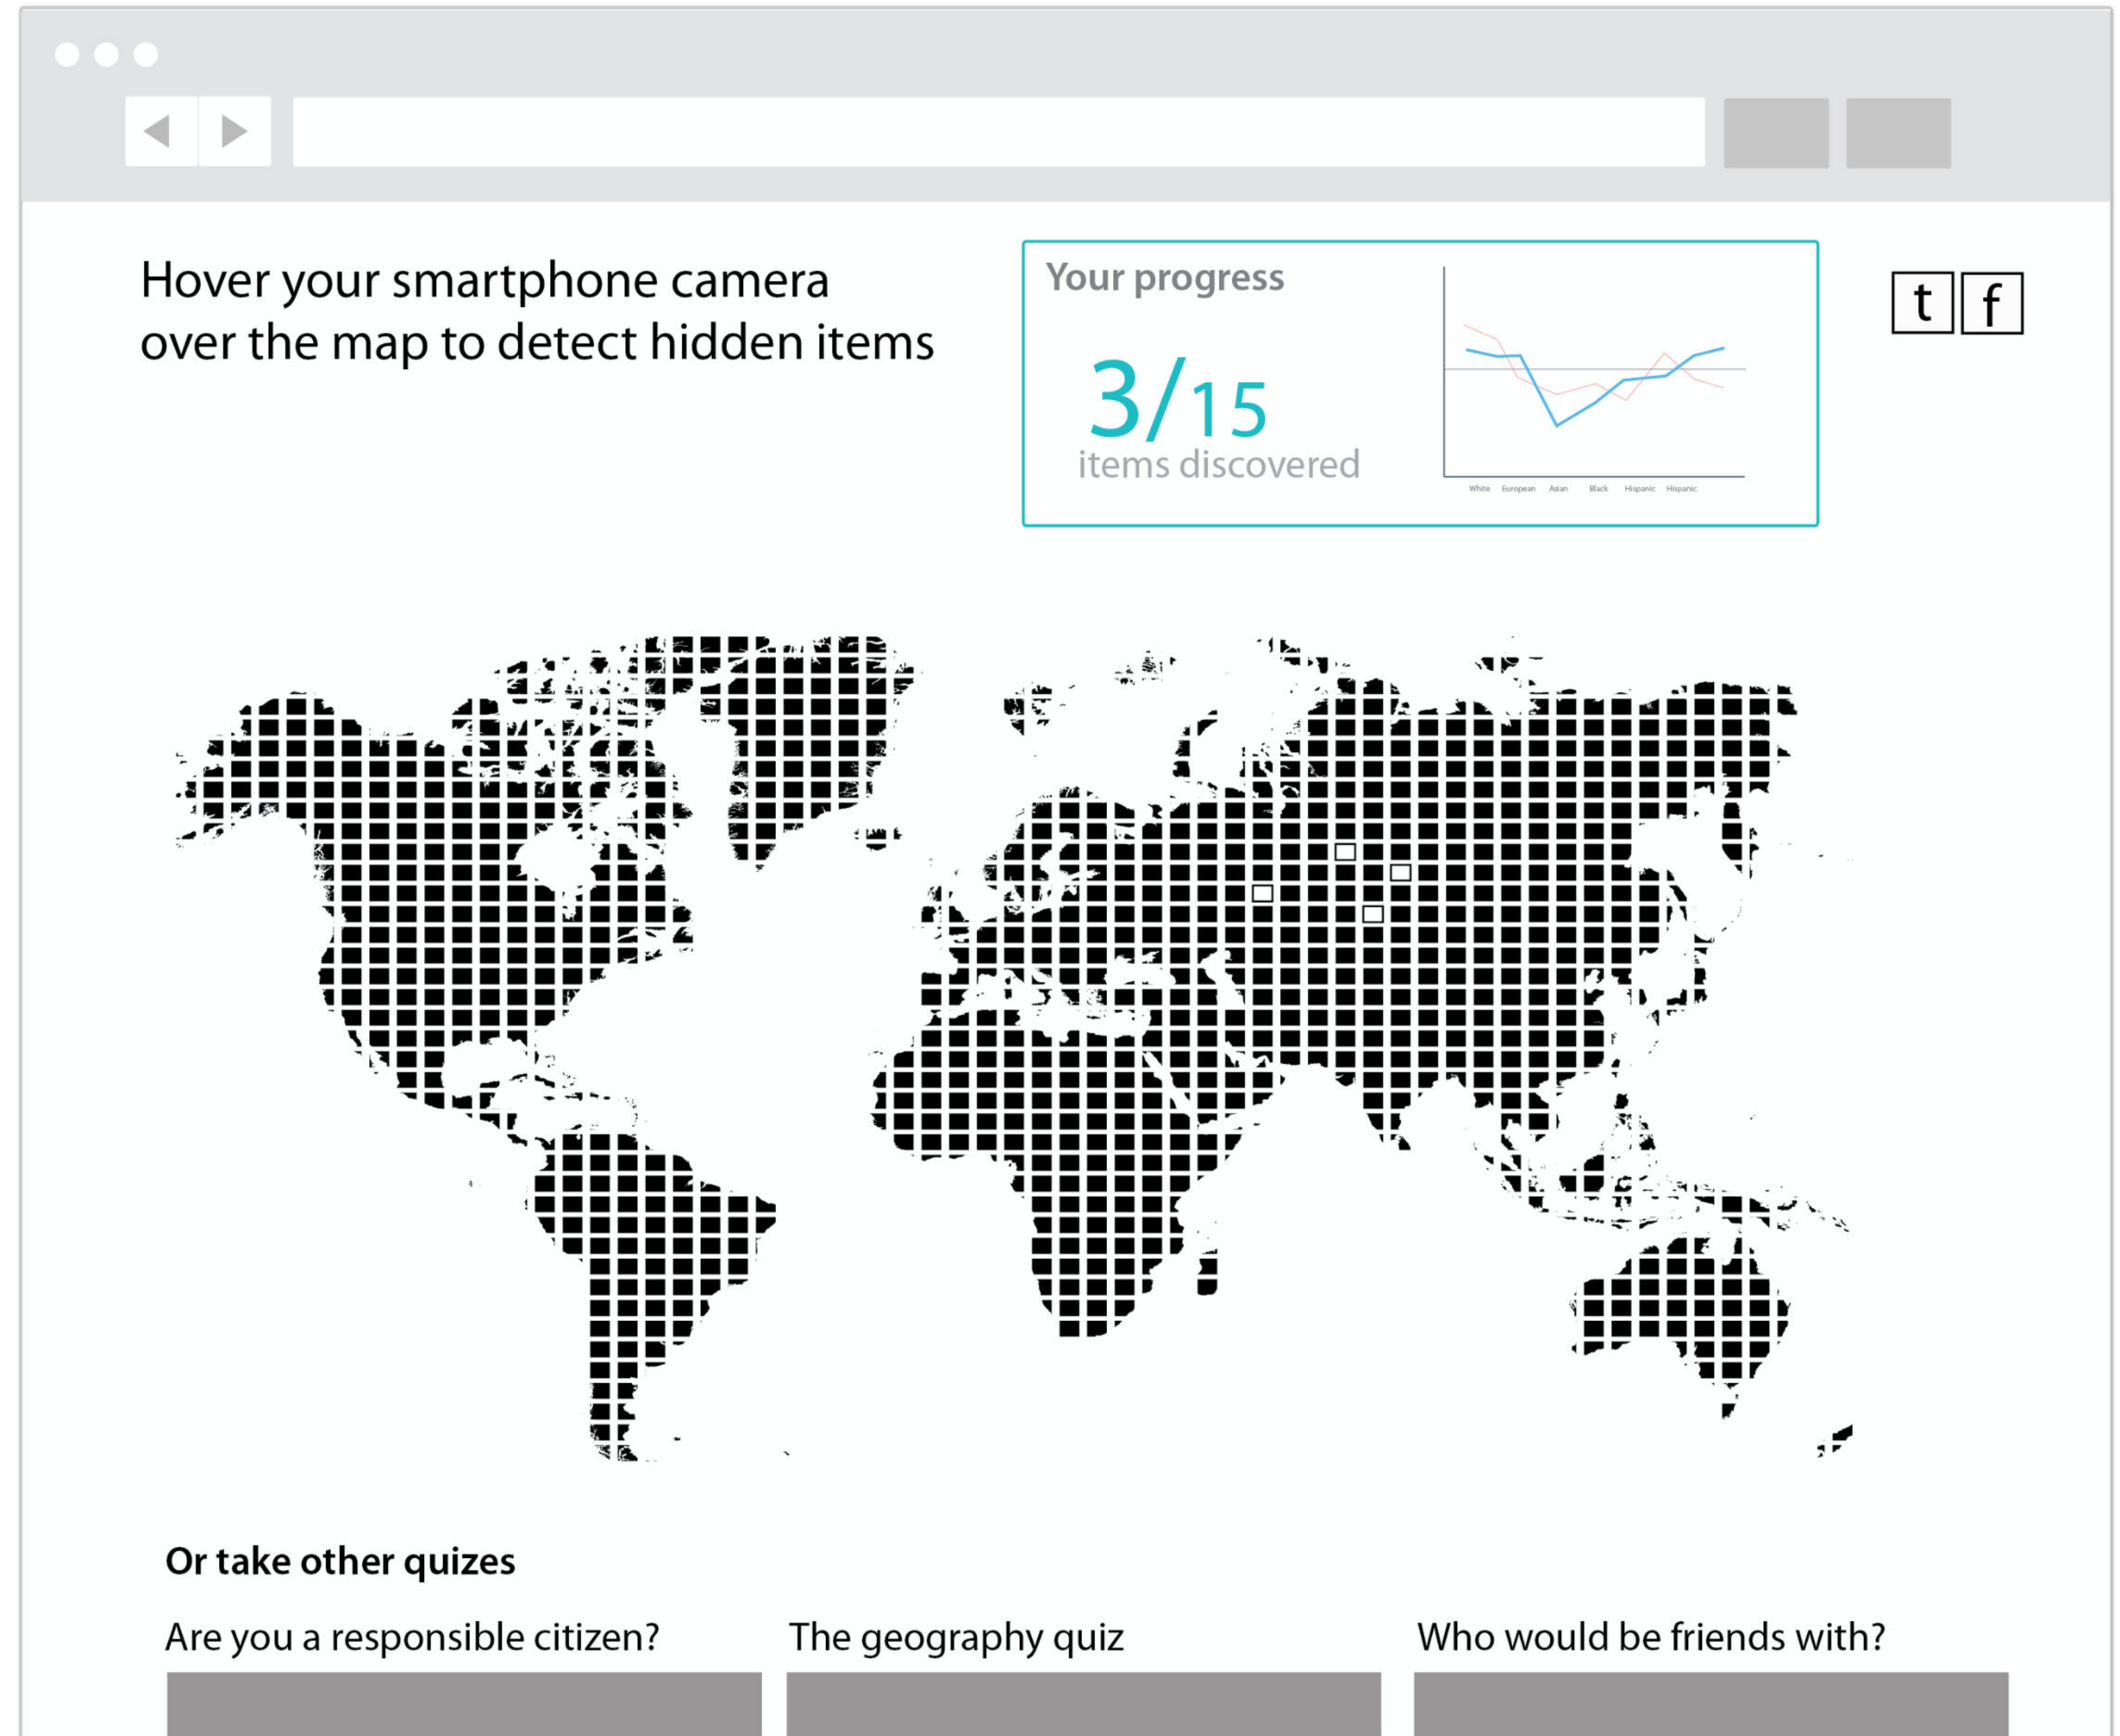 Hover your smartphone camera
over the map to detect hidden items
Your progress
3/15
items discovered
White European Asian Black Hispanic Hispanic
t f
Or take other quizes
Are you a responsible citizen?
The geography quiz
Who would be friends with?